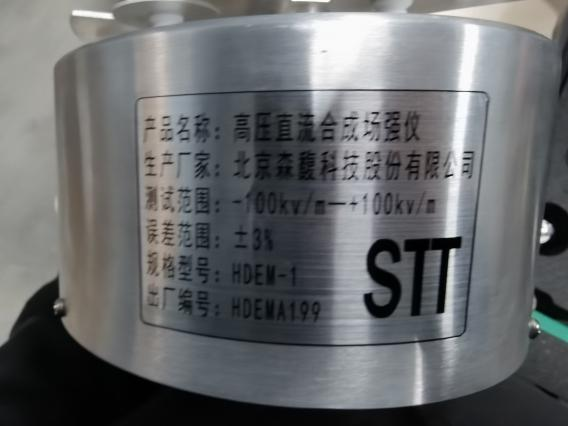 产品名称: 高压直流合成场强仪
生产厂家: 北京森馥科技股份有限公司
测试范围: -100kv/m—+100kv/m
误差范围: ±3%
规格型号: HDEM-1
出厂编号: HDEMA199
STT